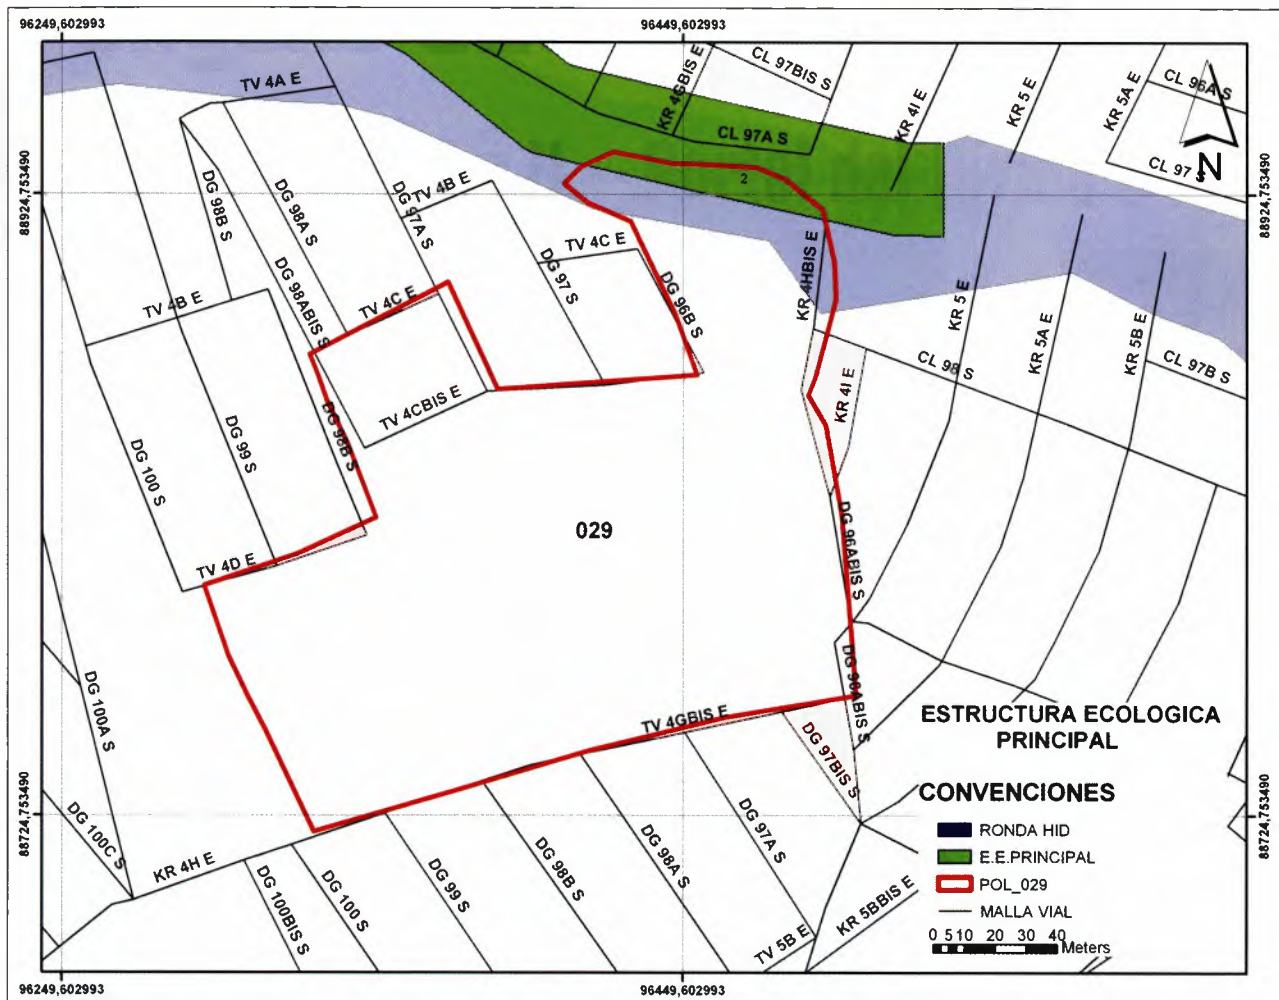 96249,602993
96449,602993
88924,753490
88924,753490
88724,753490
88724,753490
TV 4A E
KR 4GBIS E
CL 97BIS S
KR 4I E
KR 5 E
KR 5A E
CL 96A S
CL 97A S
CL 97 S
N
2
DG 98B S
DG 98A S
DG 97A S
TV 4B E
TV 4C E
DG 97 S
DG 96B S
KR 4HBIS E
KR 5 E
KR 5A E
KR 5B E
TV 4B E
DG 98ABIS S
TV 4C E
CL 98 S
CL 97B S
KR 4I E
TV 4CBIS E
DG 98B S
DG 99 S
DG 100 S
029
DG 96ABIS S
TV 4D E
DG 96ABIS S
DG 100A S
TV 4GBIS E
DG 97BIS S
DG 97A S
DG 98A S
DG 98B S
DG 99 S
DG 100 S
DG 100BIS S
KR 4H E
DG 100C S
TV 5B E
KR 5BBIS E
ESTRUCTURA ECOLOGICA
PRINCIPAL
CONVENCIONES
RONDA HID
E.E.PRINCIPAL
POL_029
MALLA VIAL
0 5 10 20 30 40
Meters
96249,602993
96449,602993